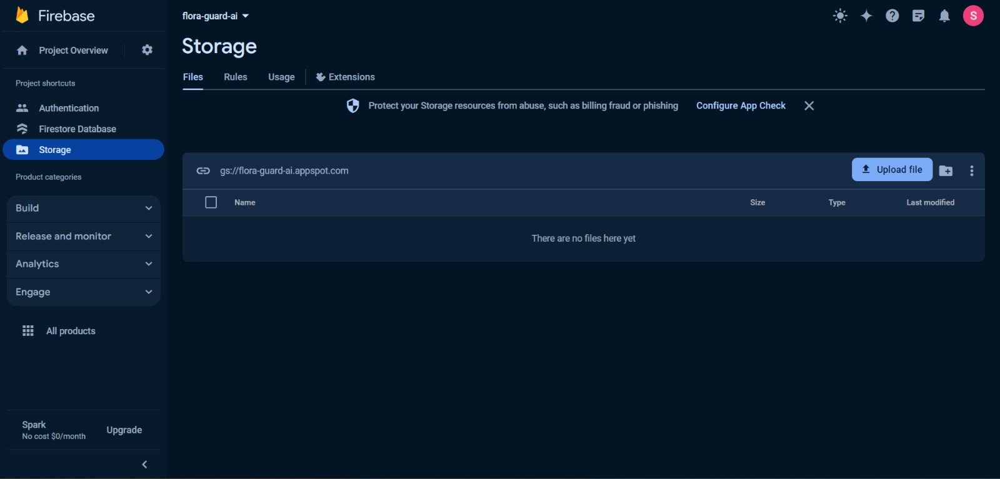 Firebase
Project Overview
Project shortcuts
Authentication
Firestore Database
Storage
Product categories
Build
Release and monitor
Analytics
Engage
All products
Spark
No cost $0/month
Upgrade
flora-guard-ai
S
Storage
Files Rules Usage Extensions
Protect your Storage resources from abuse, such as billing fraud or phishing Configure App Check
gs://flora-guard-ai.appspot.com Upload file
Name Size Type Last modified
There are no files here yet